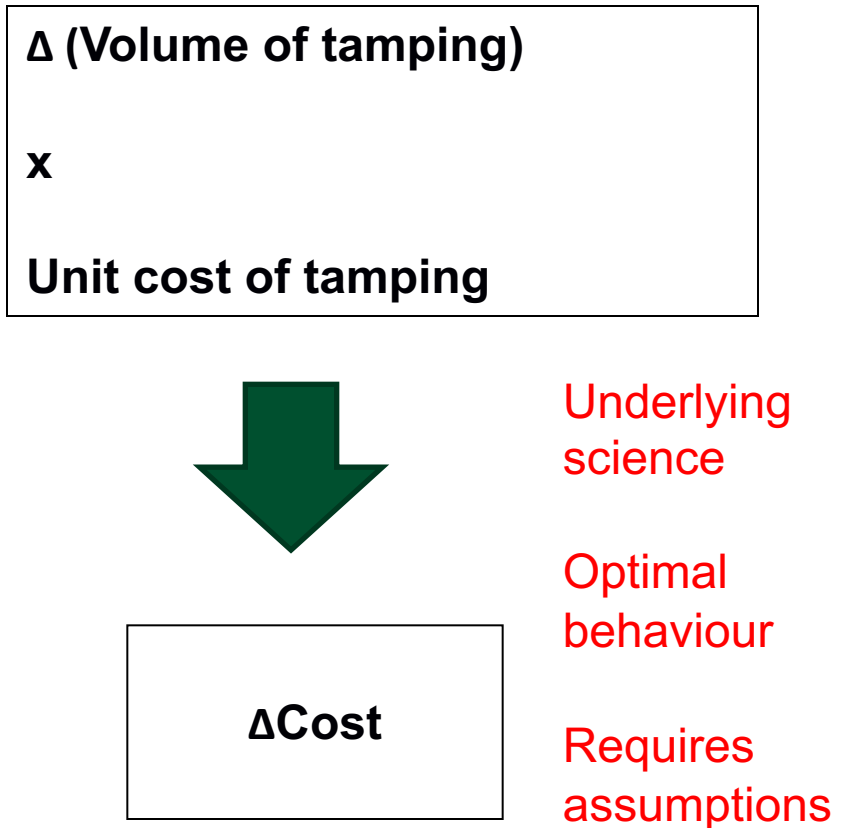 Δ (Volume of tamping)
x
Unit cost of tamping
Underlying
science
Optimal
behaviour
ΔCost
Requires
assumptions